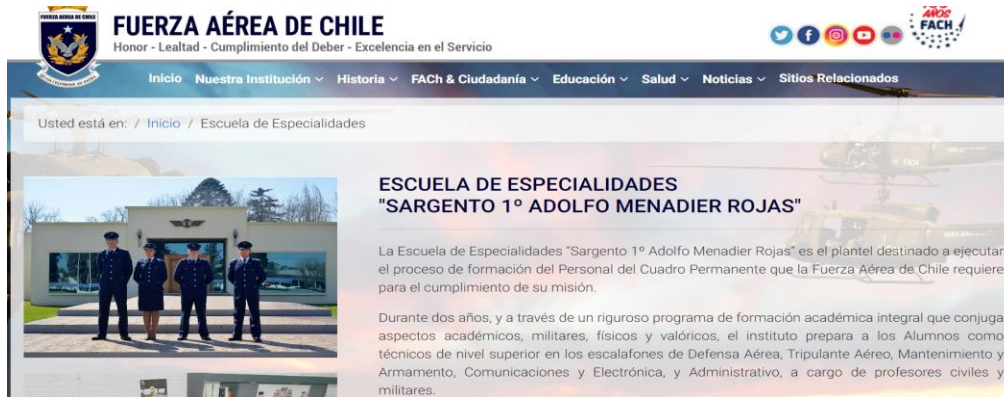 FUERZA AEREA DE CHILE
FUERZA AÉREA DE CHILE
Honor - Lealtad - Cumplimiento del Deber - Excelencia en el Servicio
AÑOS
FACH
Inicio Nuestra Institución Historia FACh & Ciudadanía Educación Salud Noticias Sitios Relacionados
Usted está en: / Inicio / Escuela de Especialidades
FACH
ESCUELA DE ESPECIALIDADES
"SARGENTO 1º ADOLFO MENADIER ROJAS"
La Escuela de Especialidades "Sargento 1º Adolfo Menadier Rojas" es el plantel destinado a ejecutar
el proceso de formación del Personal del Cuadro Permanente que la Fuerza Aérea de Chile requiere
para el cumplimiento de su misión.
Durante dos años, y a través de un riguroso programa de formación académica integral que conjuga
aspectos académicos, militares, físicos y valóricos, el instituto prepara a los Alumnos como
técnicos de nivel superior en los escalafones de Defensa Aérea, Tripulante Aéreo, Mantenimiento y
Armamento, Comunicaciones y Electrónica, y Administrativo, a cargo de profesores civiles y
militares.